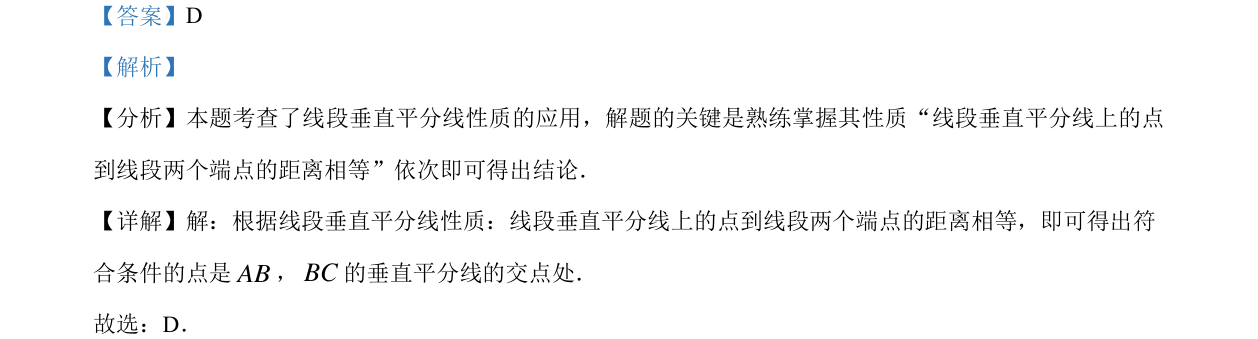 【答案】D
【解析】
【分析】本题考查了线段垂直平分线性质的应用，解题的关键是熟练掌握其性质“线段垂直平分线上的点
到线段两个端点的距离相等”依次即可得出结论．
【详解】解：根据线段垂直平分线性质：线段垂直平分线上的点到线段两个端点的距离相等，即可得出符
合条件的点是 AB ， BC 的垂直平分线的交点处．
故选：D．